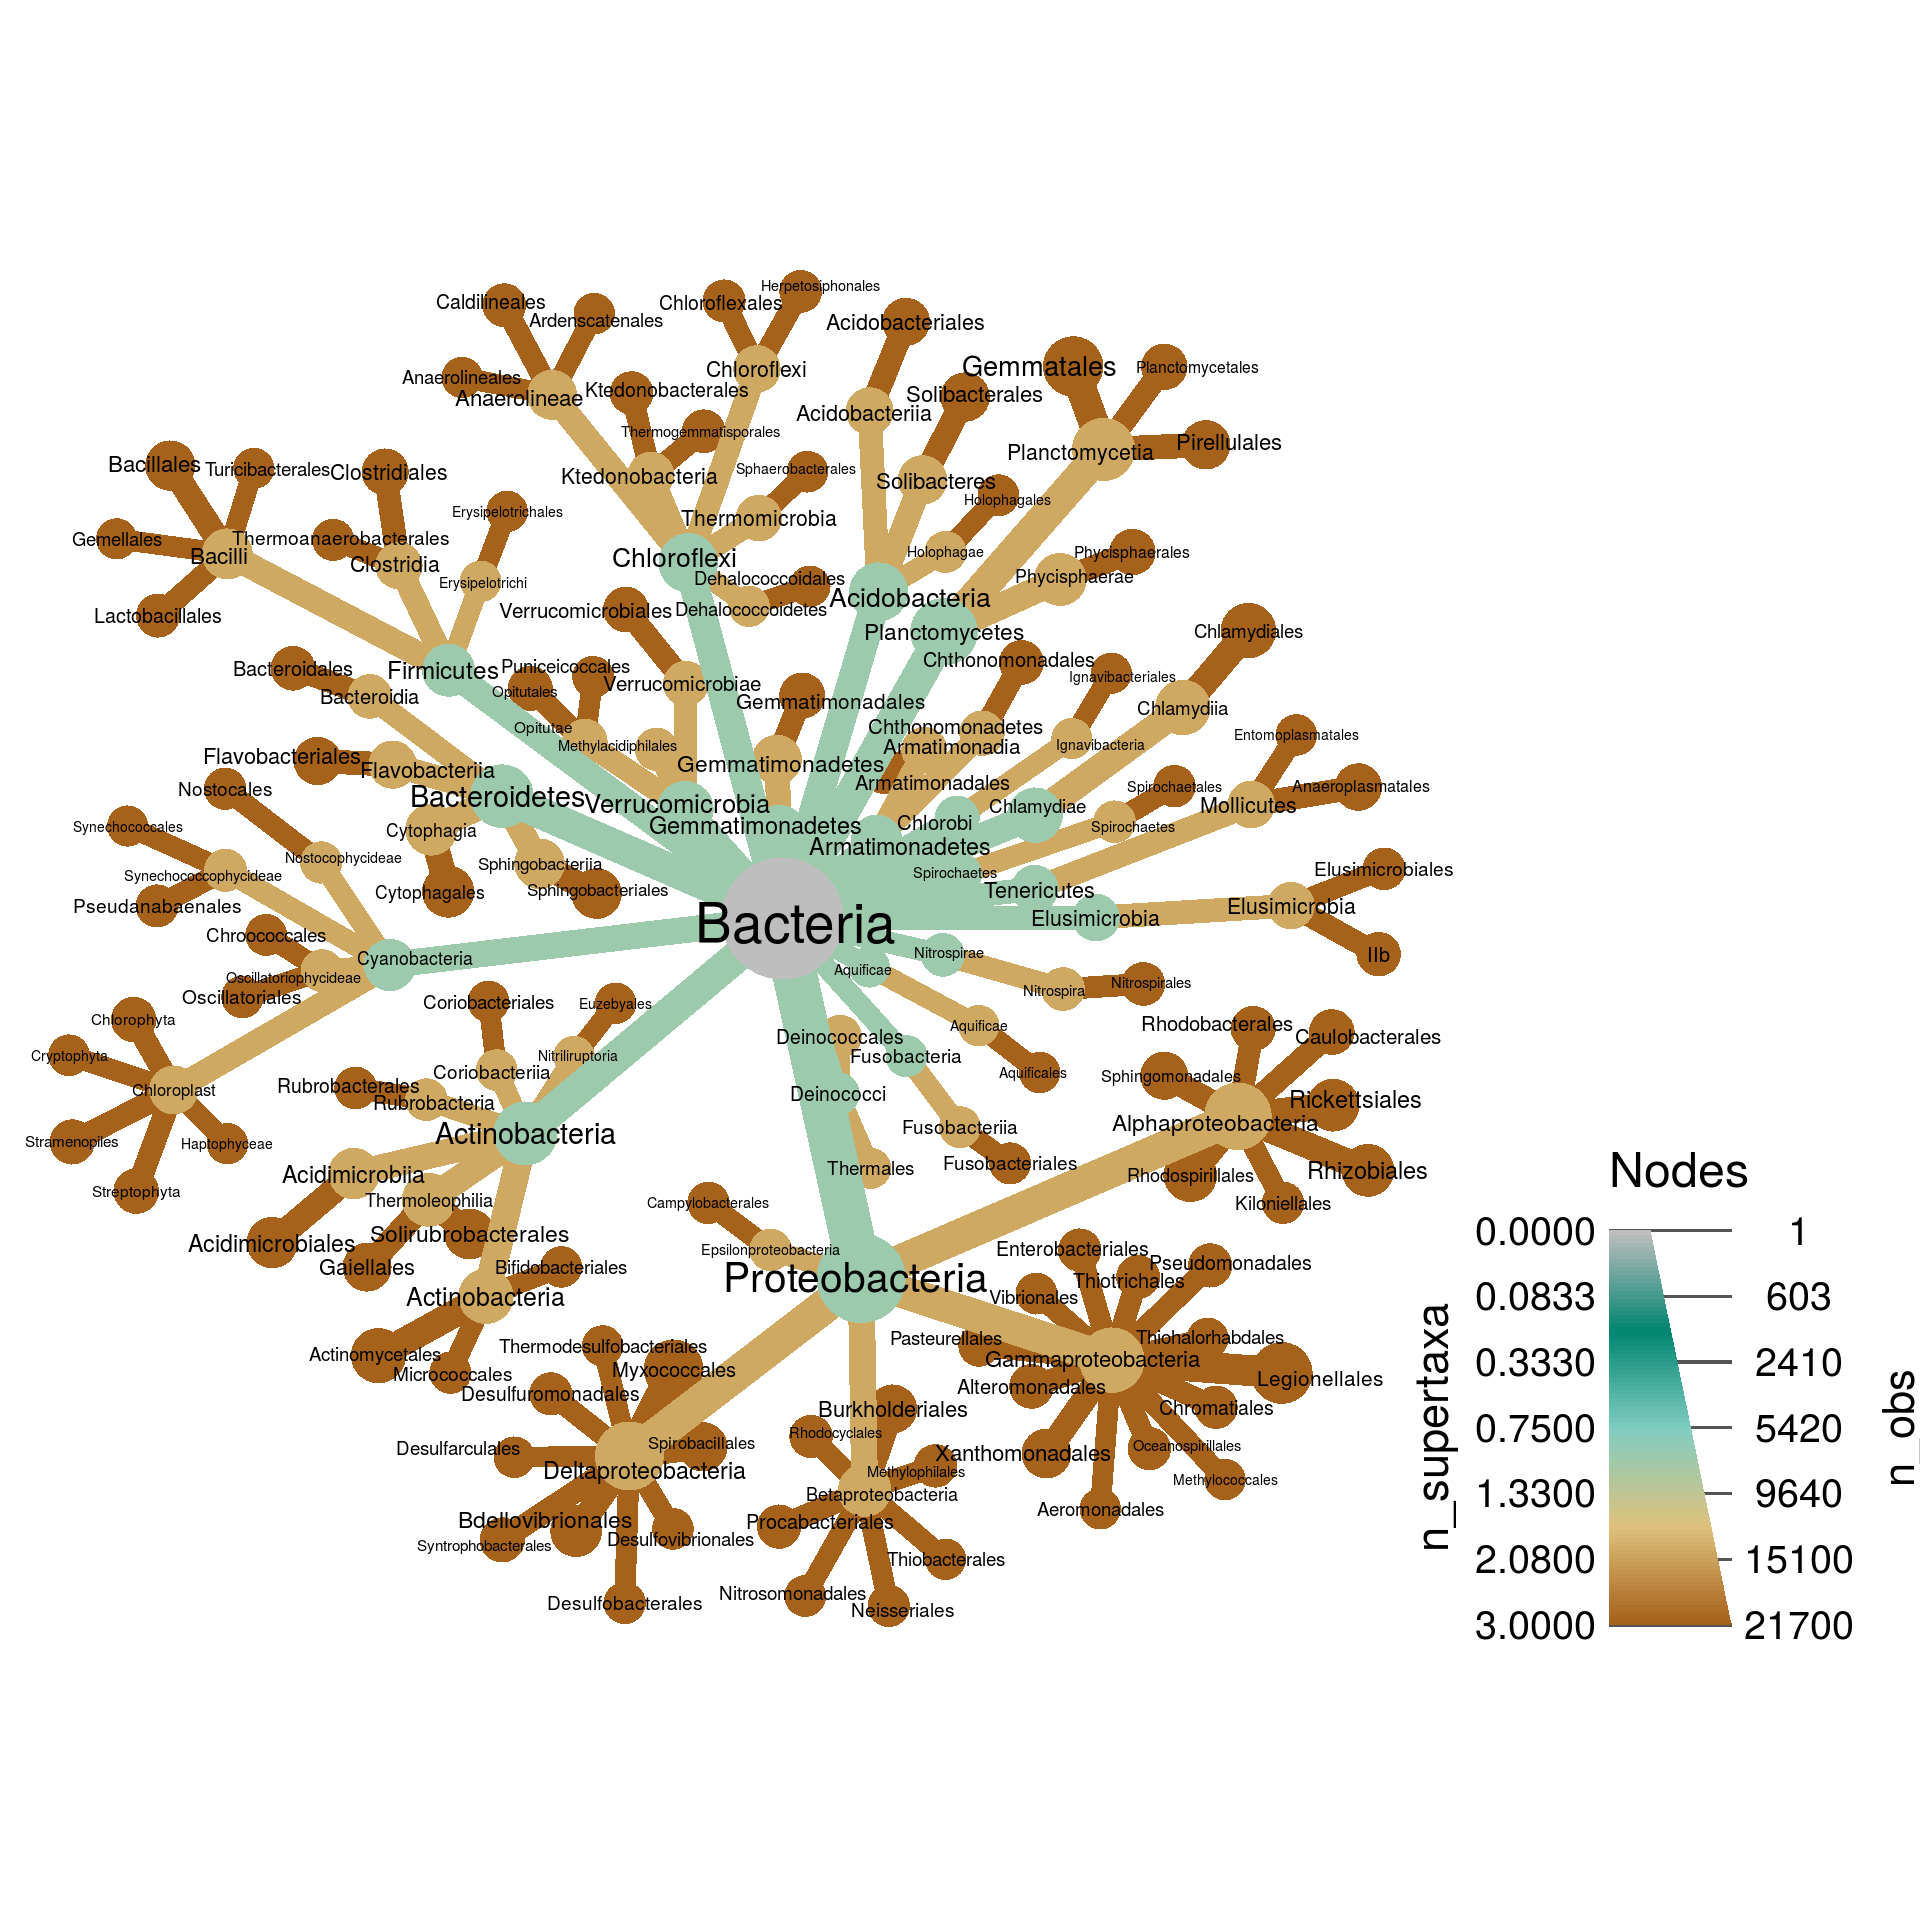 Herpetosiphonales
Caldilineales
Chloroflexales
Ardenscatenales
Acidobacteriales
Gemmatales
Planctomycetales
Chloroflexi
Anaerolineales
Ktedonobacterales
Anaerolineae
Solibacterales
Acidobacteriia
Thermogemmatisporales
Pirellulales
Planctomycetia
Bacillales
Turicibacterales
Clostridiales
Ktedonobacteria
Sphaerobacterales
Solibacteres
Holophagales
Erysipelotrichales
Thermomicrobia
Gemellales
Thermoanaerobacterales
Bacilli
Clostridia
Chloroflexi
Holophagae
Phycisphaerales
Erysipelotrichi
Dehalococcoidales
Phycisphaerae
Lactobacillales
Verrucomicrobiales
Dehalococcoidetes
Acidobacteria
Planctomycetes
Chlamydiales
Bacteroidales
Firmicutes
Puniceicoccales
Chthonomonadales
Bacteroidia
Opitutales
Verrucomicrobiae
Ignavibacteriales
Gemmatimonadales
Chlamydiia
Opitutae
Chthonomonadetes
Entomoplasmatales
Flavobacteriales
Methylacidiphilales
Armatimonadia
Ignavibacteria
Flavobacteriia
Gemmatimonadetes
Nostocales
Bacteroidetes
Verrucomicrobia
Armatimonadales
Chlamydiae
Spirochaetales
Mollicutes
Anaeroplasmatales
Synechococcales
Cytophagia
Gemmatimonadetes
Chlorobi
Spirochaetes
Nostocophycideae
Armatimonadetes
Synechococcophycideae
Sphingobacteriia
Spirochaetes
Elusimicrobiales
Pseudanabaenales
Cytophagales
Sphingobacteriales
Tenericutes
Elusimicrobia
Elusimicrobia
Bacteria
Chroococcales
Cyanobacteria
Nitrospirae
IIb
Oscillatoriophycideae
Aquificae
Oscillatoriales
Coriobacteriales
Euzebyales
Nitrospira
Nitrospirales
Chlorophyta
Deinococcales
Aquificae
Rhodobacterales
Caulobacterales
Cryptophyta
Nitriliruptoria
Fusobacteria
Chloroplast
Rubrobacterales
Coriobacteriia
Aquificales
Sphingomonadales
Rubrobacteria
Deinococci
Rickettsiales
Stramenopiles
Haptophyceae
Actinobacteria
Fusobacteriia
Alphaproteobacteria
Streptophyta
Acidimicrobiia
Thermales
Fusobacteriales
Rhodospirillales
Rhizobiales
Thermoleophilia
Campylobacterales
Kiloniellales
Acidimicrobiales
Solirubrobacterales
Epsilonproteobacteria
Enterobacteriales
Gaiellales
Bifidobacteriales
Proteobacteria
Thiotrichales
Pseudomonadales
Actinobacteria
Vibrionales
Actinomycetales
Thermodesulfobacteriales
Pasteurellales
Thiohalorhabdales
Micrococcales
Myxococcales
Gammaproteobacteria
Legionellales
Desulfuromonadales
Alteromonadales
Burkholderiales
Chromatiales
Desulfarculales
Spirobacillales
Rhodocyclales
Xanthomonadales
Oceanospirillales
Deltaproteobacteria
Methylophilales
Methylococcales
Betaproteobacteria
Bdellovibrionales
Procabacteriales
Aeromonadales
Syntrophobacterales
Desulfovibrionales
Thiobacterales
Desulfobacterales
Nitrosomonadales
Neisseriales
Nodes
0.0000 1
0.0833 603
0.3330 2410
0.7500 5420
1.3300 9640
2.0800 15100
3.0000 21700
n_supertaxa
n_obs